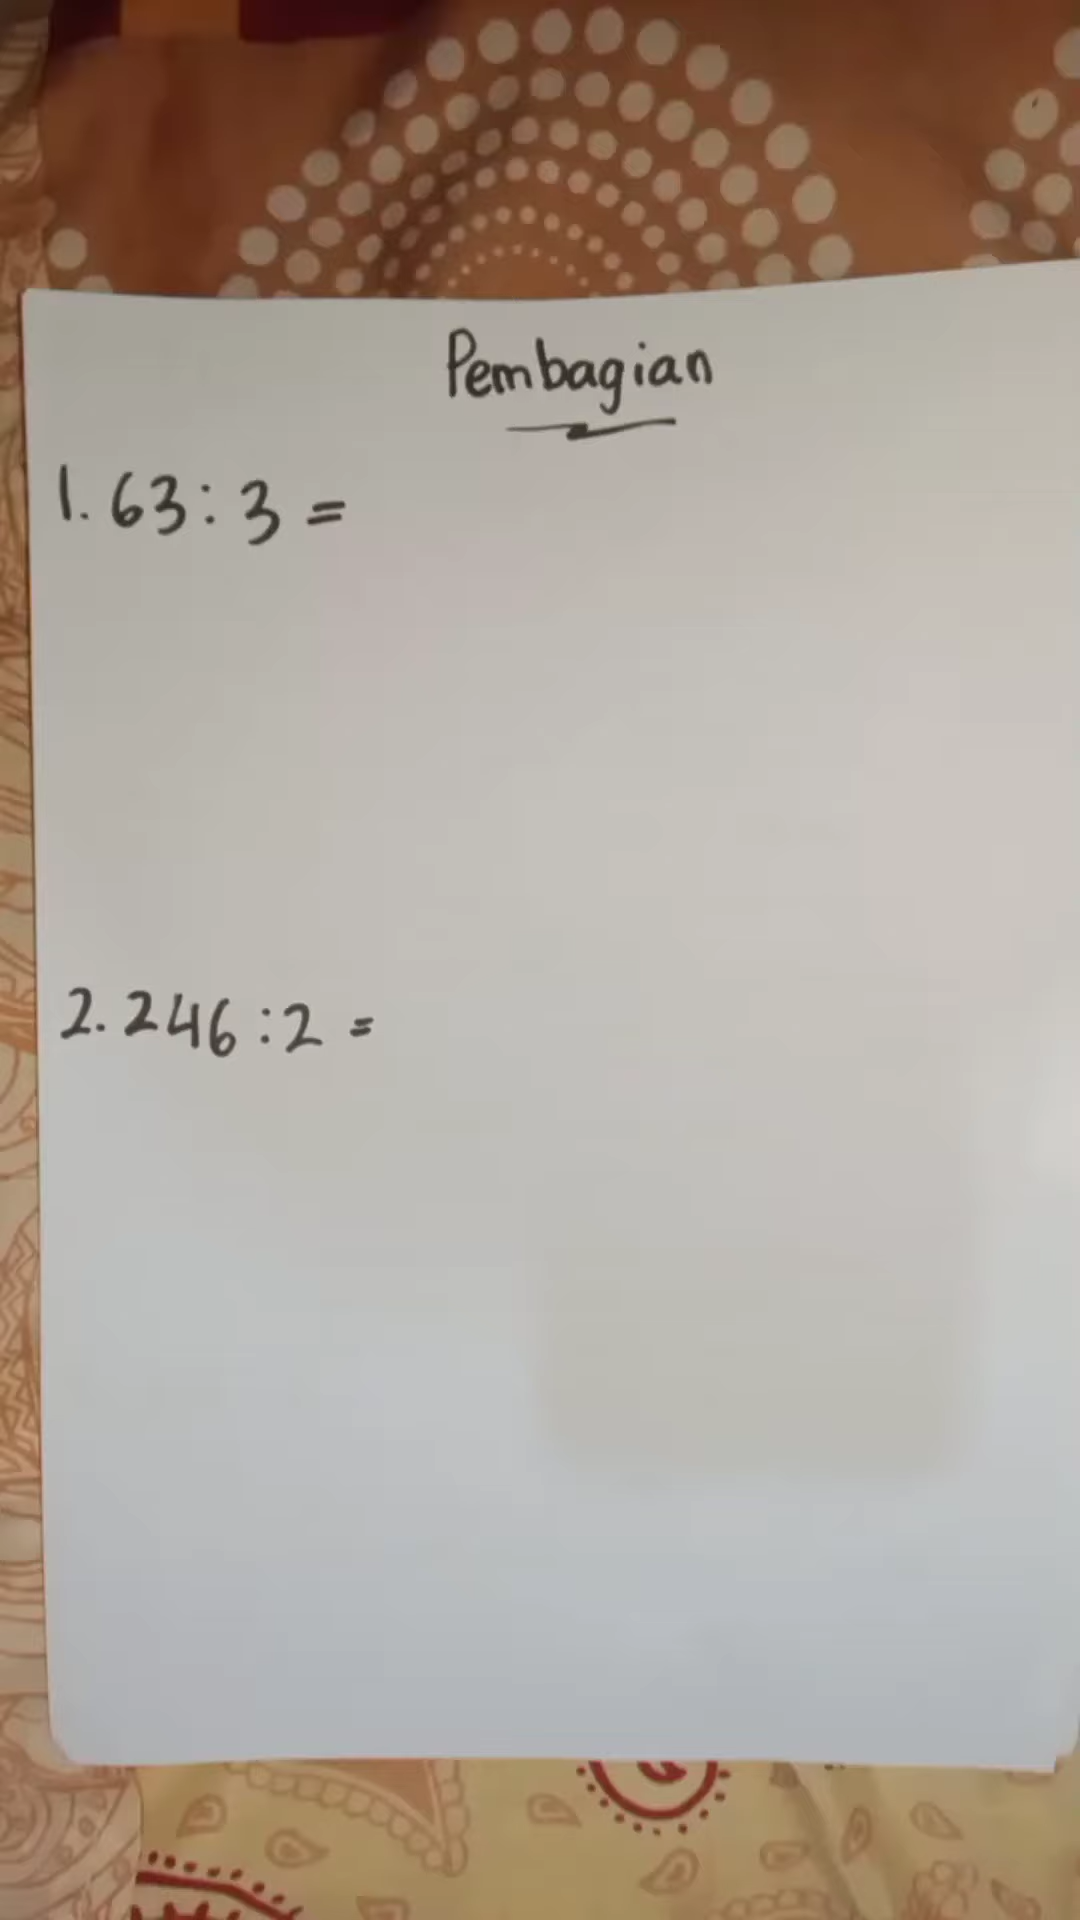 Pembagian
1. 63 : 3 =
2. 246 : 2 =